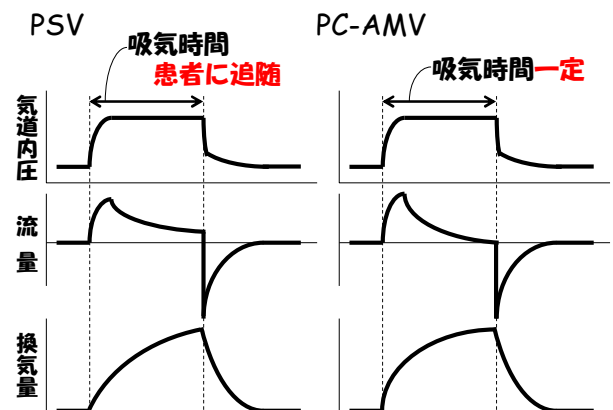 PSV
吸気時間
患者に追随
PC-AMV
吸気時間一定
気道内圧
流量
換気量